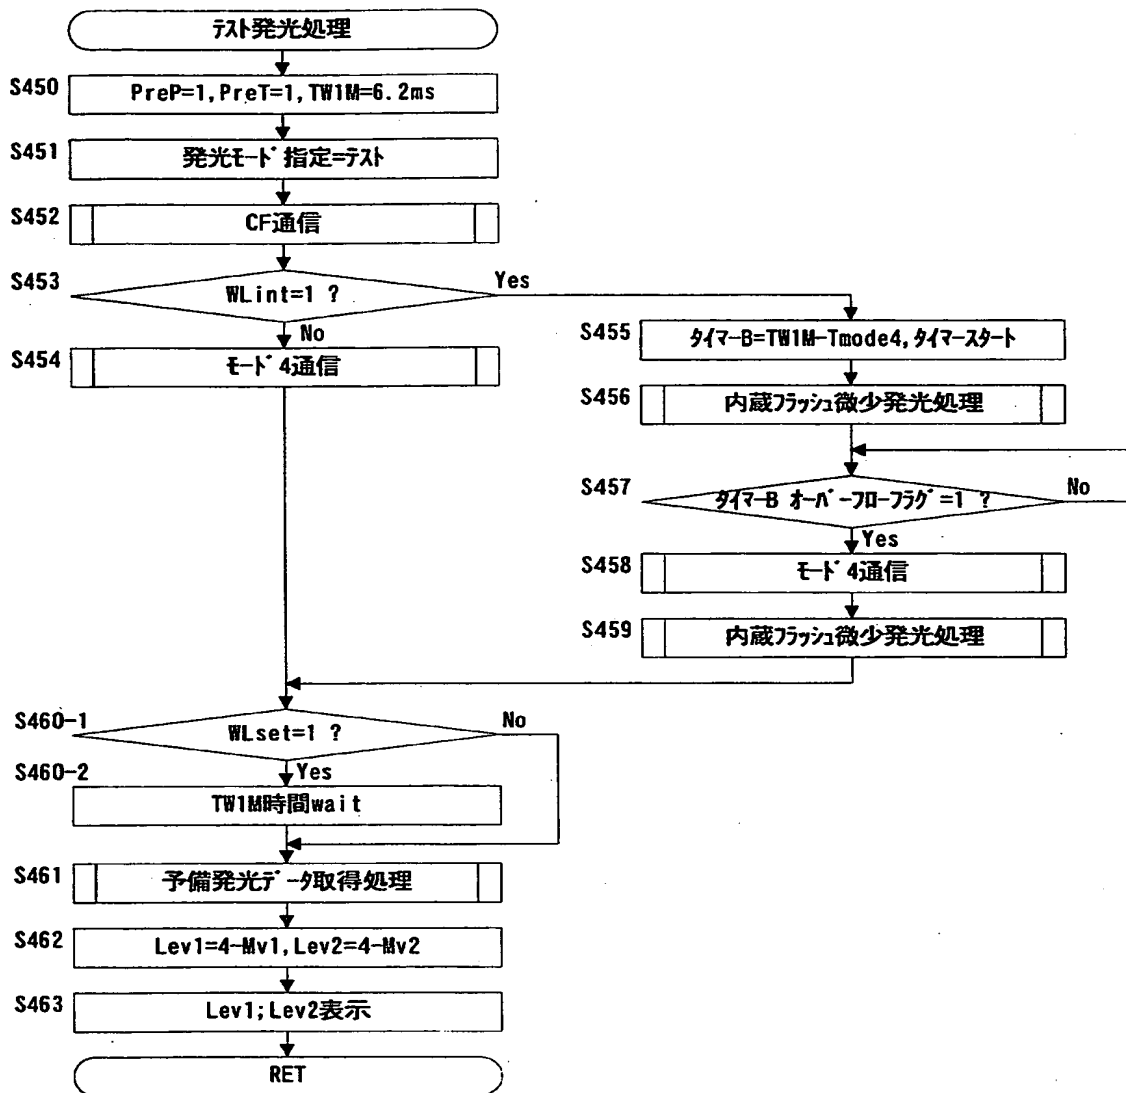 テスト発光処理
S450
PreP=1,PreT=1,TW1M=6.2ms
S451
発光モード指定=テスト
S452
CF通信
S453
WLint=1 ?
Yes
No
S454
モード4通信
S455
タイマーB=TW1M-Tmode4,タイマースタート
S456
内蔵フラッシュ微少発光処理
S457
タイマーB オーバーフローフラグ=1 ?
No
Yes
S458
モード4通信
S459
内蔵フラッシュ微少発光処理
S460-1
WLset=1 ?
No
Yes
S460-2
TW1M時間wait
S461
予備発光データ取得処理
S462
Lev1=4-Mv1,Lev2=4-Mv2
S463
Lev1;Lev2表示
RET